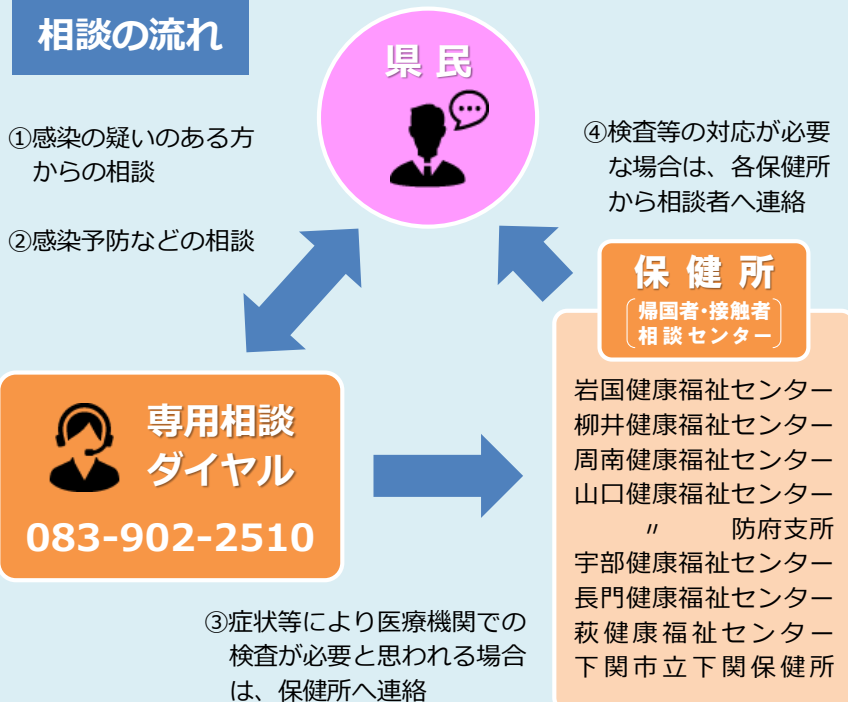 相談の流れ
県民
①感染の疑いのある方
からの相談
②感染予防などの相談
④検査等の対応が必要
な場合は、各保健所
から相談者へ連絡
保健所
帰国者・接触者
相談センター
専用相談
ダイヤル
083-902-2510
岩国健康福祉センター
柳井健康福祉センター
周南健康福祉センター
山口健康福祉センター
〃 防府支所
宇部健康福祉センター
長門健康福祉センター
萩健康福祉センター
下関市立下関保健所
③症状等により医療機関での
検査が必要と思われる場合
は、保健所へ連絡